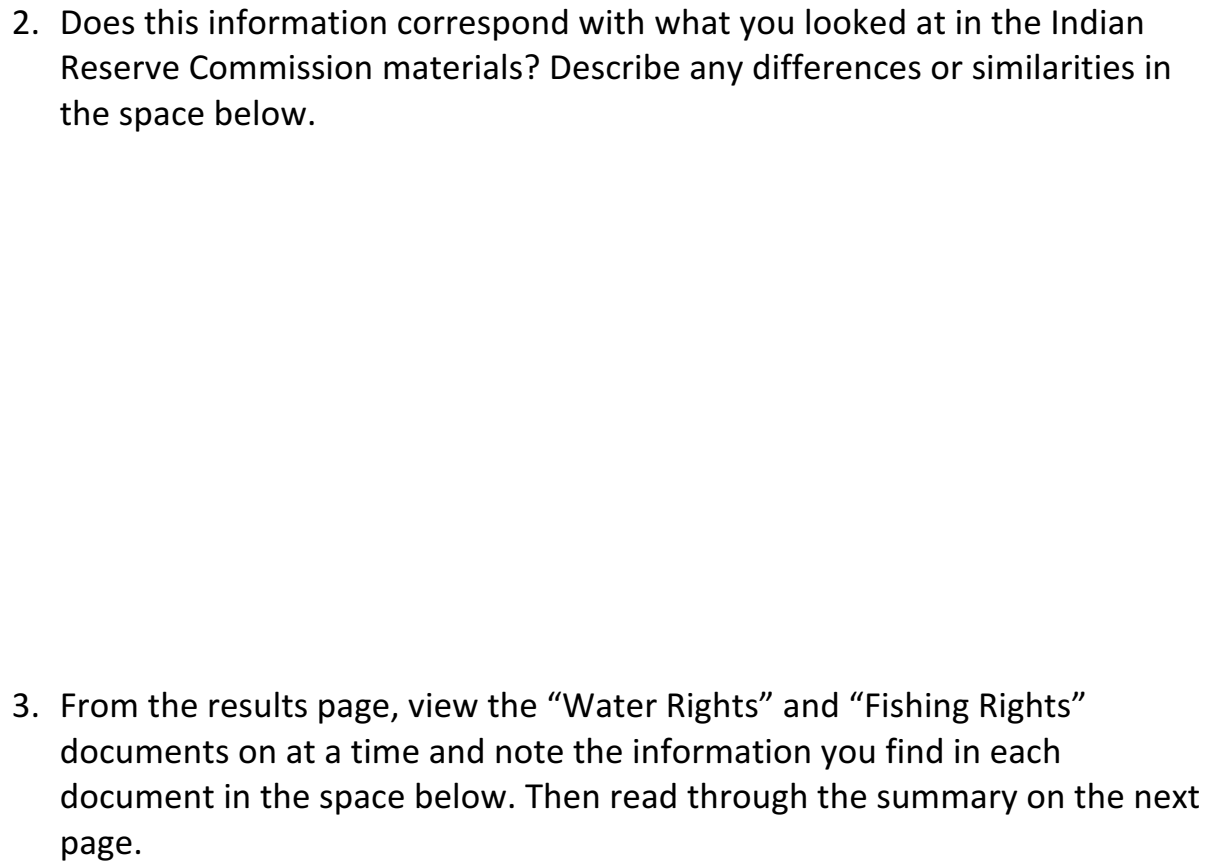 2. Does this information correspond with what you looked at in the Indian
Reserve Commission materials? Describe any differences or similarities in
the space below.
3. From the results page, view the “Water Rights” and “Fishing Rights”
documents on at a time and note the information you find in each
document in the space below. Then read through the summary on the next
page.